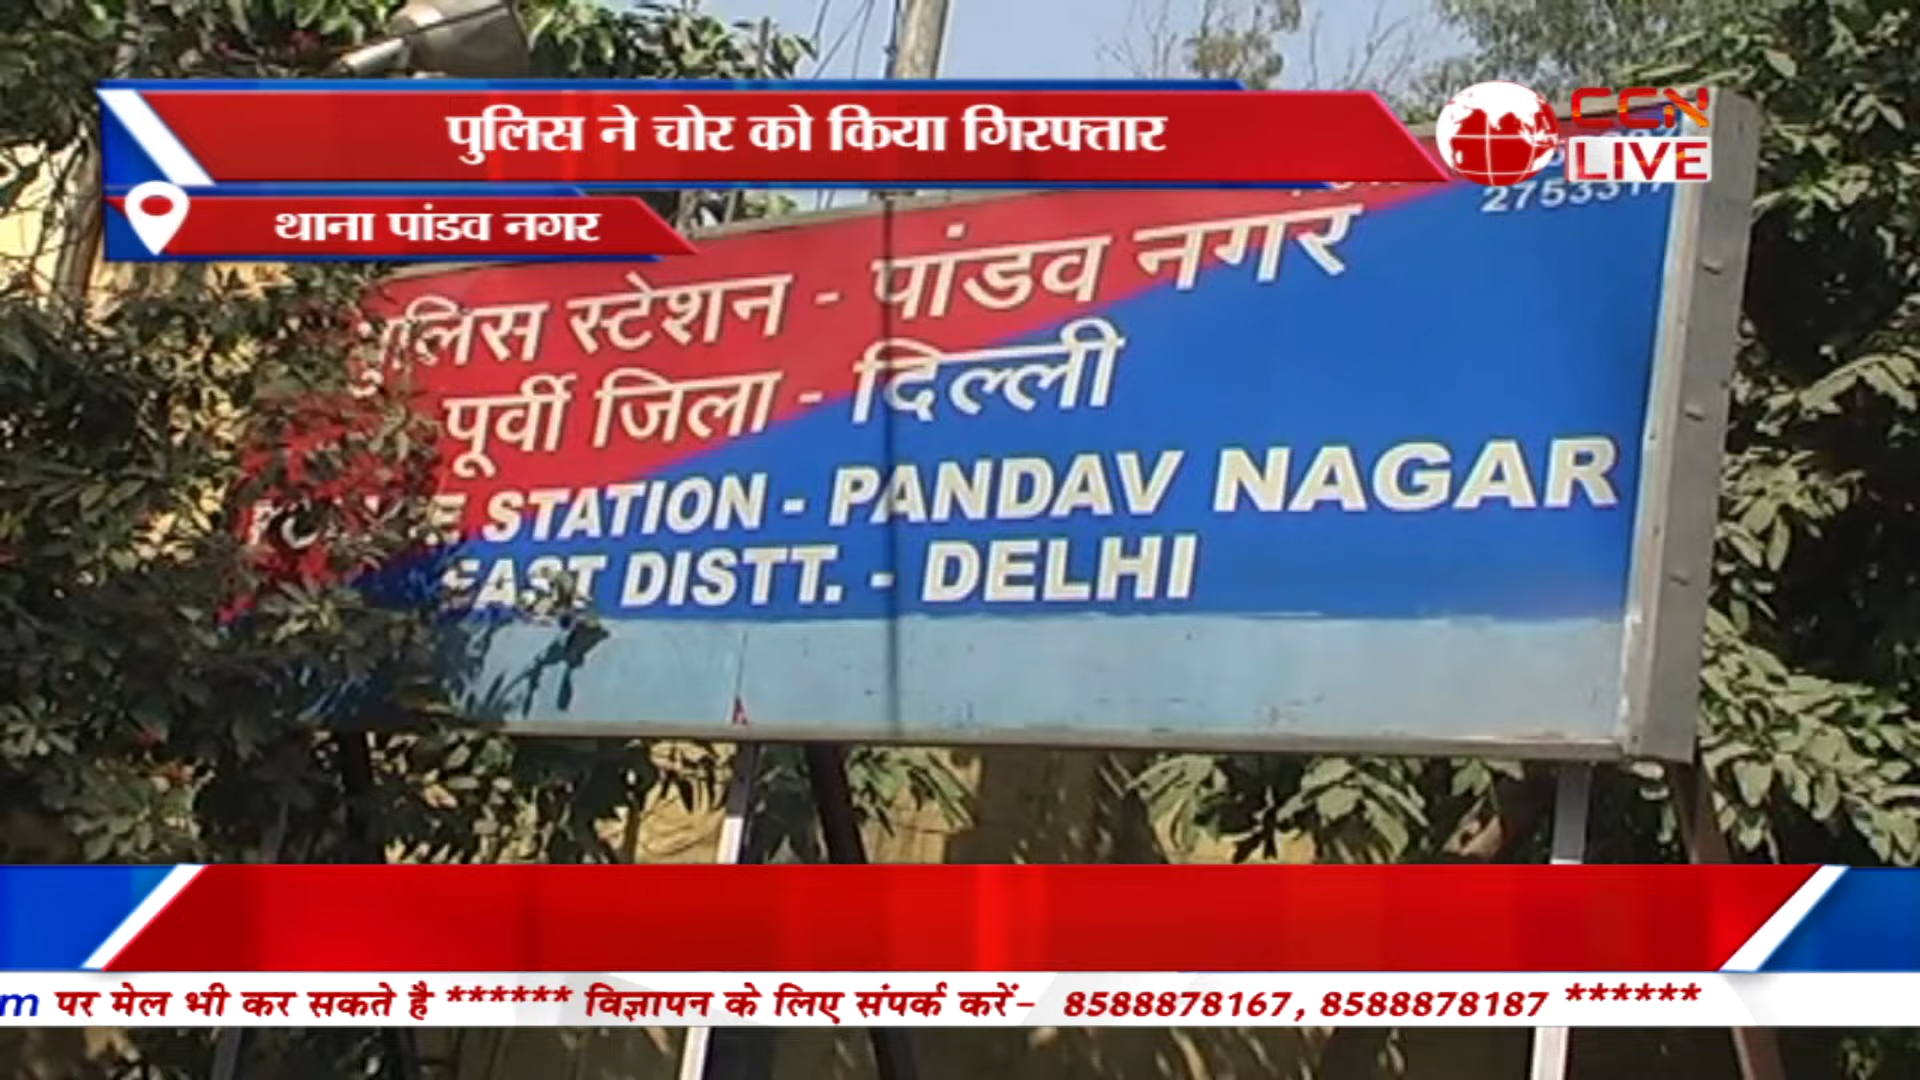 पुलिस ने चोर को किया गिरफ्तार
CCN
LIVE
थाना पांडव नगर
पुलिस स्टेशन - पांडव नगर
पूर्वी जिला - दिल्ली
STATION - PANDAV NAGAR
EAST DISTT. - DELHI
m पर मेल भी कर सकते है ****** विज्ञापन के लिए संपर्क करें- 8588878167, 8588878187 ******